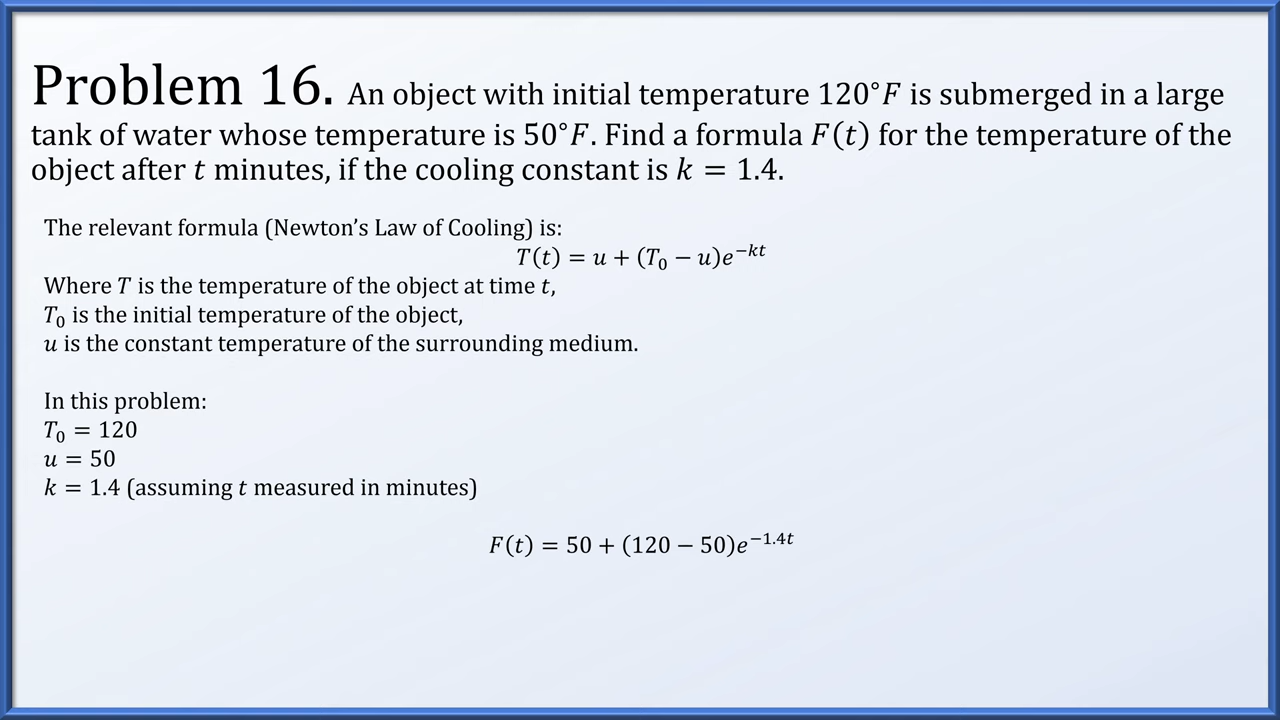 Problem 16. An object with initial temperature 120°F is submerged in a large
tank of water whose temperature is 50°F. Find a formula F(t) for the temperature of the
object after t minutes, if the cooling constant is k = 1.4.
The relevant formula (Newton’s Law of Cooling) is:
T(t) = u + (T₀ − u)e^{−kt}
Where T is the temperature of the object at time t,
T₀ is the initial temperature of the object,
u is the constant temperature of the surrounding medium.
In this problem:
T₀ = 120
u = 50
k = 1.4 (assuming t measured in minutes)
F(t) = 50 + (120 − 50)e^{−1.4t}